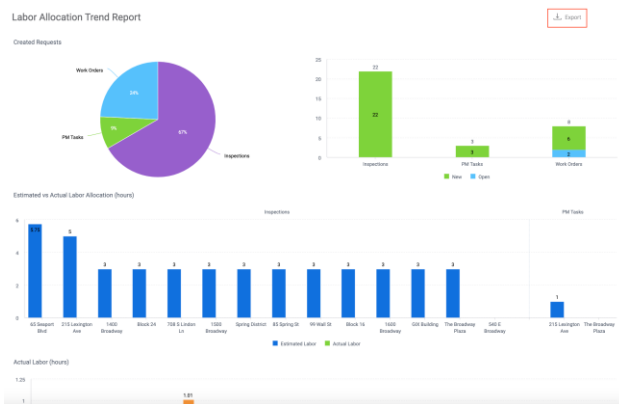 Labor Allocation Trend Report
Export
Created Requests
Work Orders
24%
9%
PM Tasks
67%
Inspections
25
20
15
10
5
0
22
22
3
3
8
6
2
Inspections
PM Tasks
Work Orders
New
Open
Estimated vs Actual Labor Allocation (hours)
Inspections
PM Tasks
6
4
2
0
5.75
5
3
3
3
3
3
3
3
3
3
3
3
1
65 Seaport Blvd
215 Lexington Ave
1400 Broadway
Block 24
708 S Lindon Ln
1500 Broadway
Spring District
85 Spring St
99 Wall St
Block 16
1600 Broadway
GIX Building
The Broadway Plaza
540 E Broadway
215 Lexington Ave
The Broadway Plaza
Estimated Labor
Actual Labor
Actual Labor (hours)
1.25
1
1.01